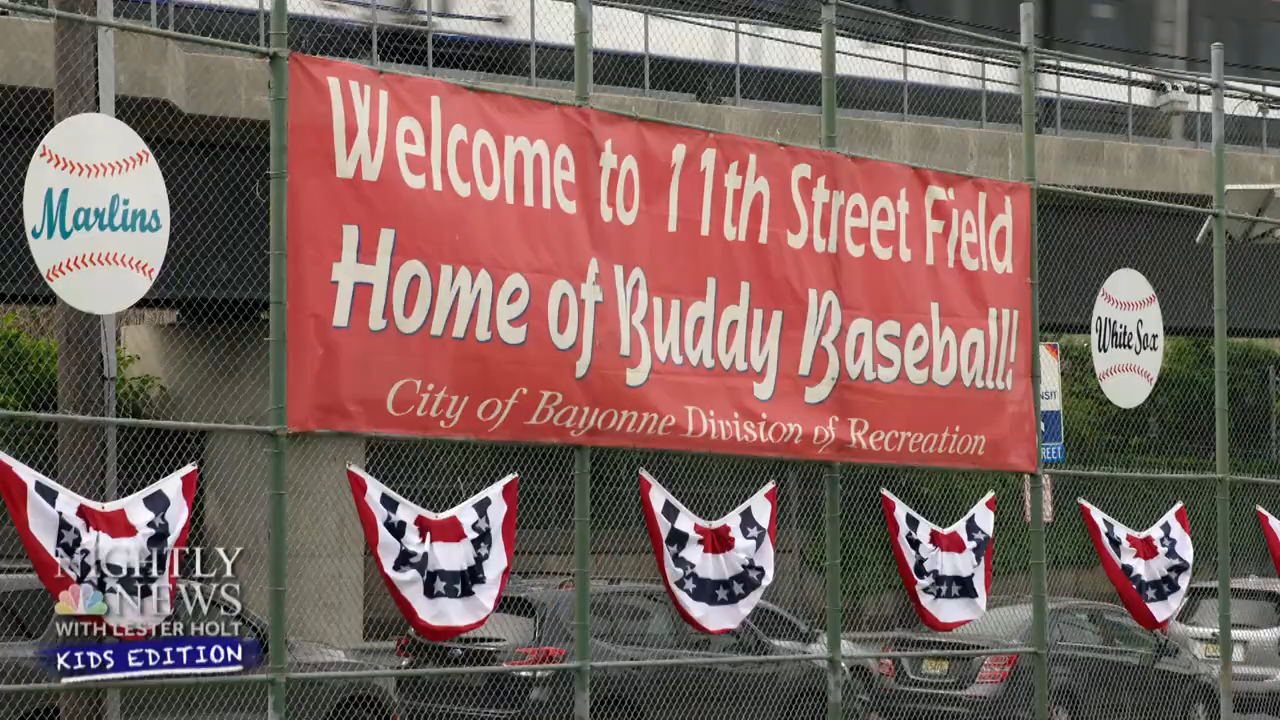 Marlins
Welcome to 11th Street Field
Home of Buddy Baseball!
City of Bayonne Division of Recreation
White Sox
NIGHTLY
NEWS
WITH LESTER HOLT
KIDS EDITION